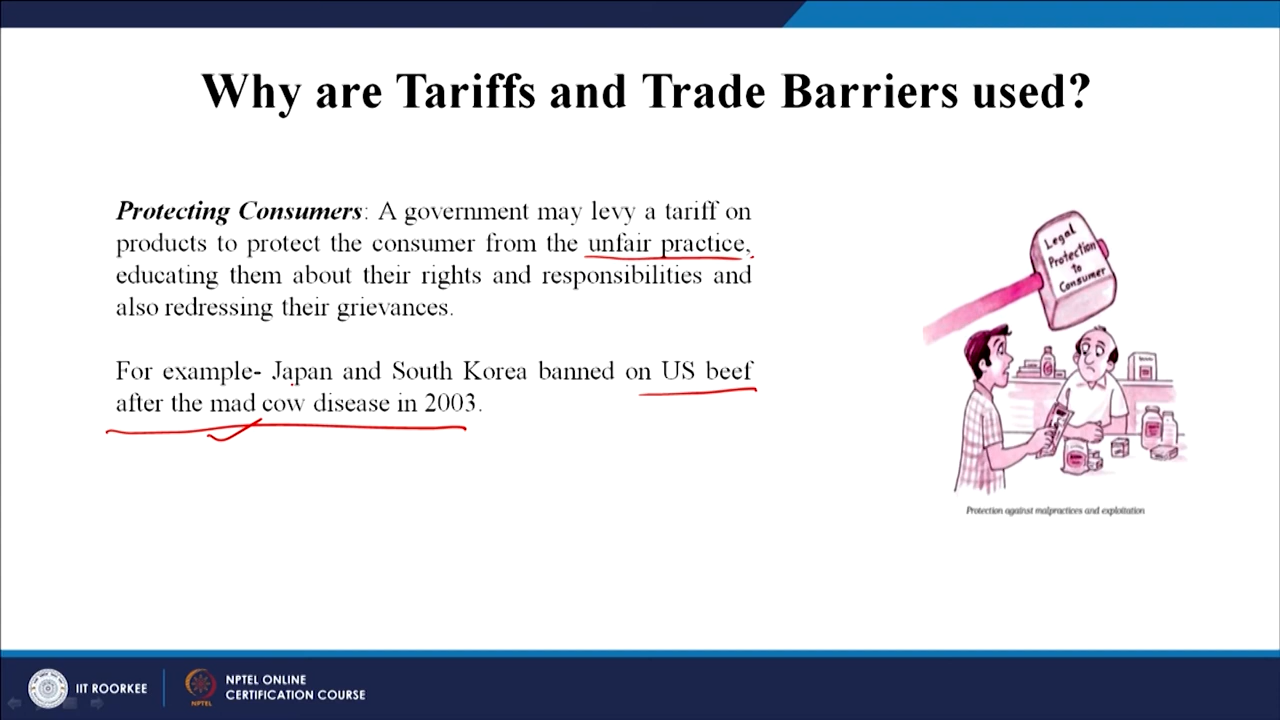 Why are Tariffs and Trade Barriers used?
Protecting Consumers: A government may levy a tariff on
products to protect the consumer from the unfair practice,
educating them about their rights and responsibilities and
also redressing their grievances.
For example- Japan and South Korea banned on US beef
after the mad cow disease in 2003.
Legal
Protection
to
Consumer
Protection against malpractices and exploitation
IIT ROORKEE
NPTEL
NPTEL ONLINE
CERTIFICATION COURSE